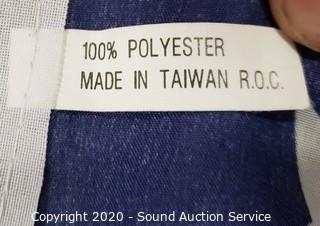 100% POLYESTER
MADE IN TAIWAN R.O.C.
Copyright 2020 - Sound Auction Service